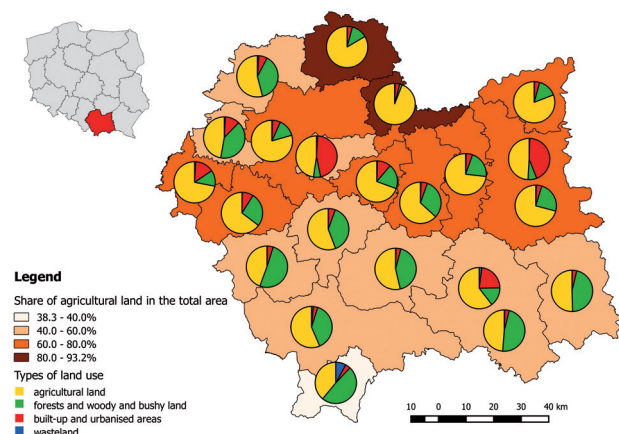 Legend
Share of agricultural land in the total area
38.3 - 40.0%
40.0 - 60.0%
60.0 - 80.0%
80.0 - 93.2%
Types of land use
agricultural land
forests and woody and bushy land
built-up and urbanised areas
wasteland
10 0 10 20 30 40 km